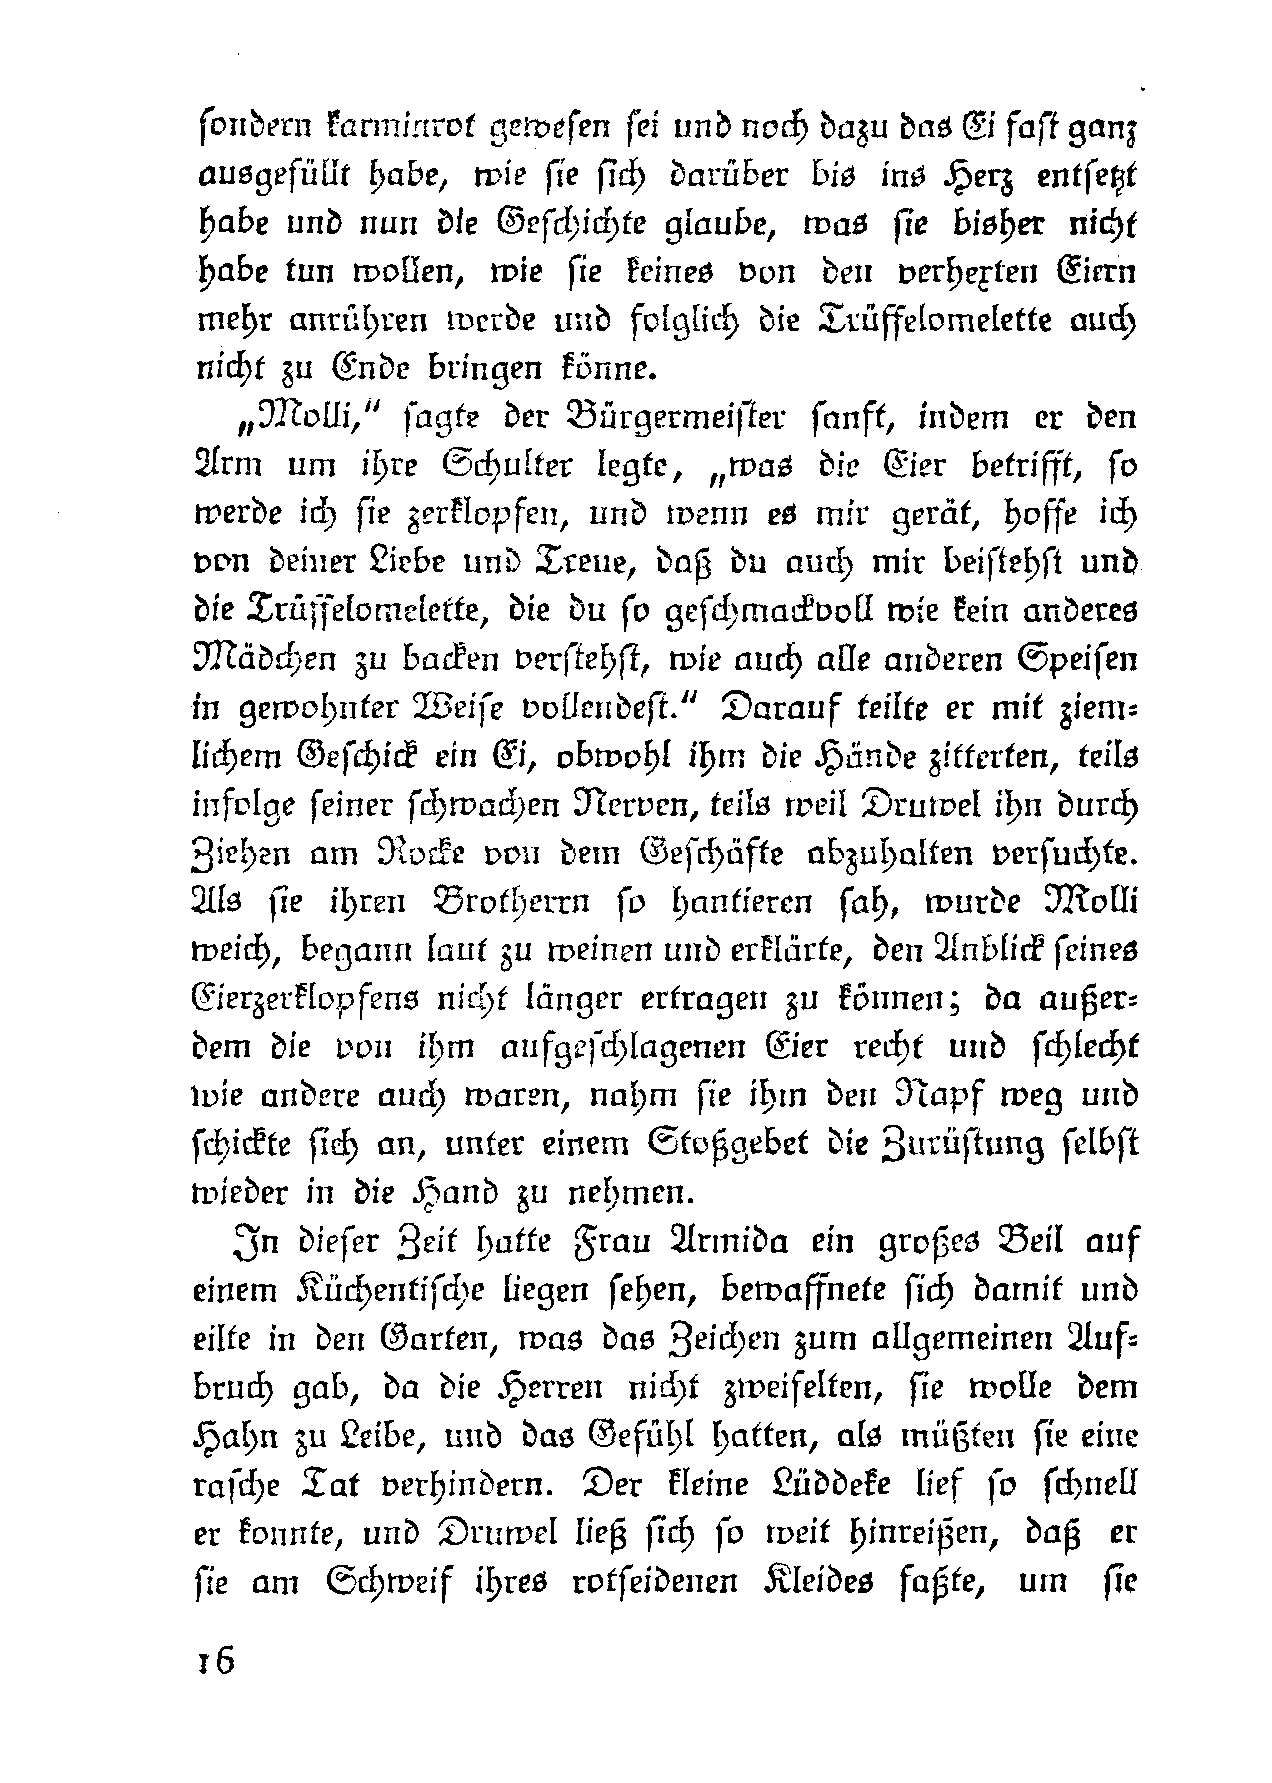 sondern karminrot gewesen sei und noch dazu das Ei fast ganz
ausgefüllt habe, wie sie sich darüber bis ins Herz entsetzt
habe und nun die Geschichte glaube, was sie bisher nicht
habe tun wollen, wie sie keines von den verhexten Eiern
mehr anrühren werde und folglich die Trüffelomelette auch
nicht zu Ende bringen könne.
„Molli,“ sagte der Bürgermeister sanft, indem er den
Arm um ihre Schulter legte, „was die Eier betrifft, so
werde ich sie zerklopfen, und wenn es mir gerät, hoffe ich
von deiner Liebe und Treue, daß du auch mir beistehst und
die Trüffelomelette, die du so geschmackvoll wie kein anderes
Mädchen zu backen verstehst, wie auch alle anderen Speisen
in gewohnter Weise vollendest.“ Darauf teilte er mit ziem-
lichem Geschick ein Ei, obwohl ihm die Hände zitterten, teils
infolge seiner schwachen Nerven, teils weil Druwel ihn durch
Ziehen am Rocke von dem Geschäfte abzuhalten versuchte.
Als sie ihren Brotherrn so hantieren sah, wurde Molli
weich, begann laut zu weinen und erklärte, den Anblick seines
Eierzerklopfens nicht länger ertragen zu können; da außer-
dem die von ihm aufgeschlagenen Eier recht und schlecht
wie andere auch waren, nahm sie ihm den Napf weg und
schickte sich an, unter einem Stoßgebet die Zurüstung selbst
wieder in die Hand zu nehmen.
In dieser Zeit hatte Frau Armida ein großes Beil auf
einem Küchentische liegen sehen, bewaffnete sich damit und
eilte in den Garten, was das Zeichen zum allgemeinen Auf-
bruch gab, da die Herren nicht zweifelten, sie wolle dem
Hahn zu Leibe, und das Gefühl hatten, als müßten sie eine
rasche Tat verhindern. Der kleine Lüddeke lief so schnell
er konnte, und Druwel ließ sich so weit hinreißen, daß er
sie am Schweif ihres rotseidenen Kleides faßte, um sie
16